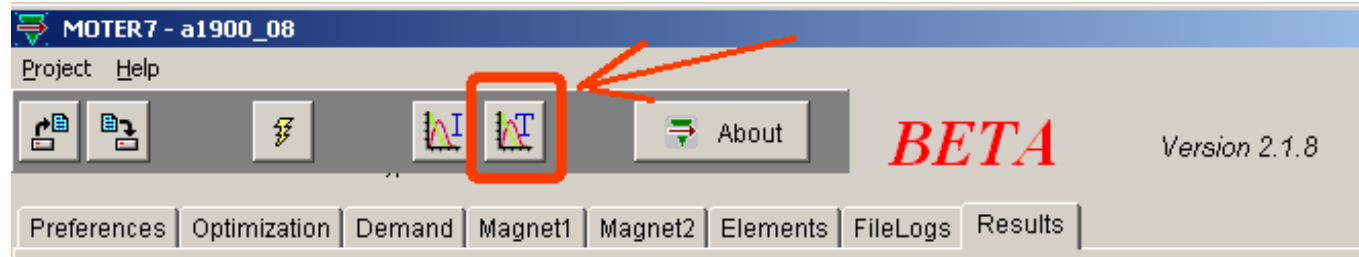 MOTER7 - a1900_08
Project Help
I T About BETA Version 2.1.8
Preferences Optimization Demand Magnet1 Magnet2 Elements FileLogs Results